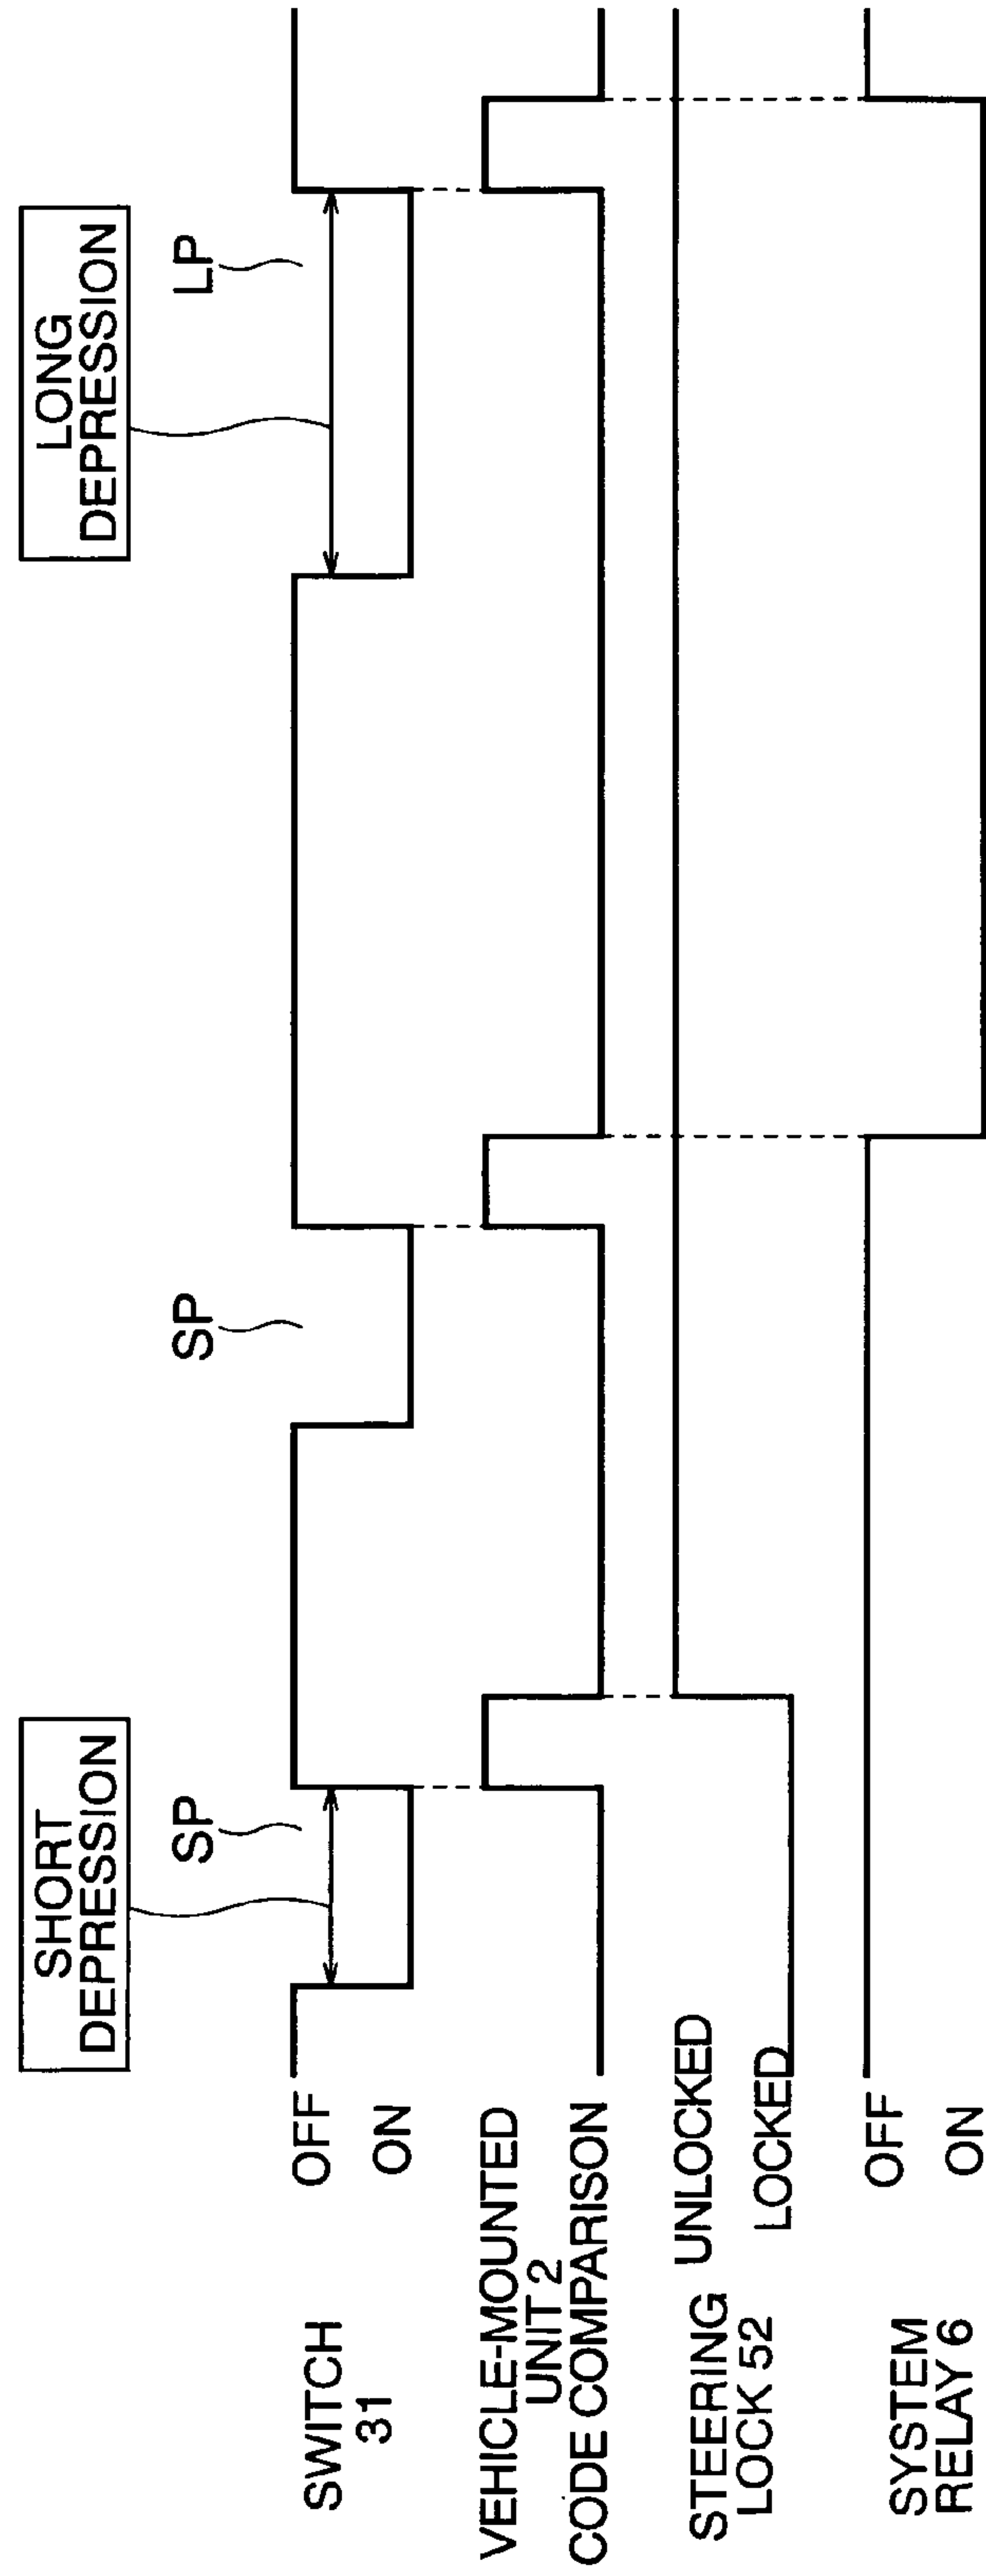 SHORT
DEPRESSION
LONG
DEPRESSION
SP
SP
LP
SWITCH
31
OFF
ON
VEHICLE-MOUNTED
UNIT 2
CODE COMPARISON
STEERING
LOCK 52
UNLOCKED
LOCKED
SYSTEM
RELAY 6
OFF
ON